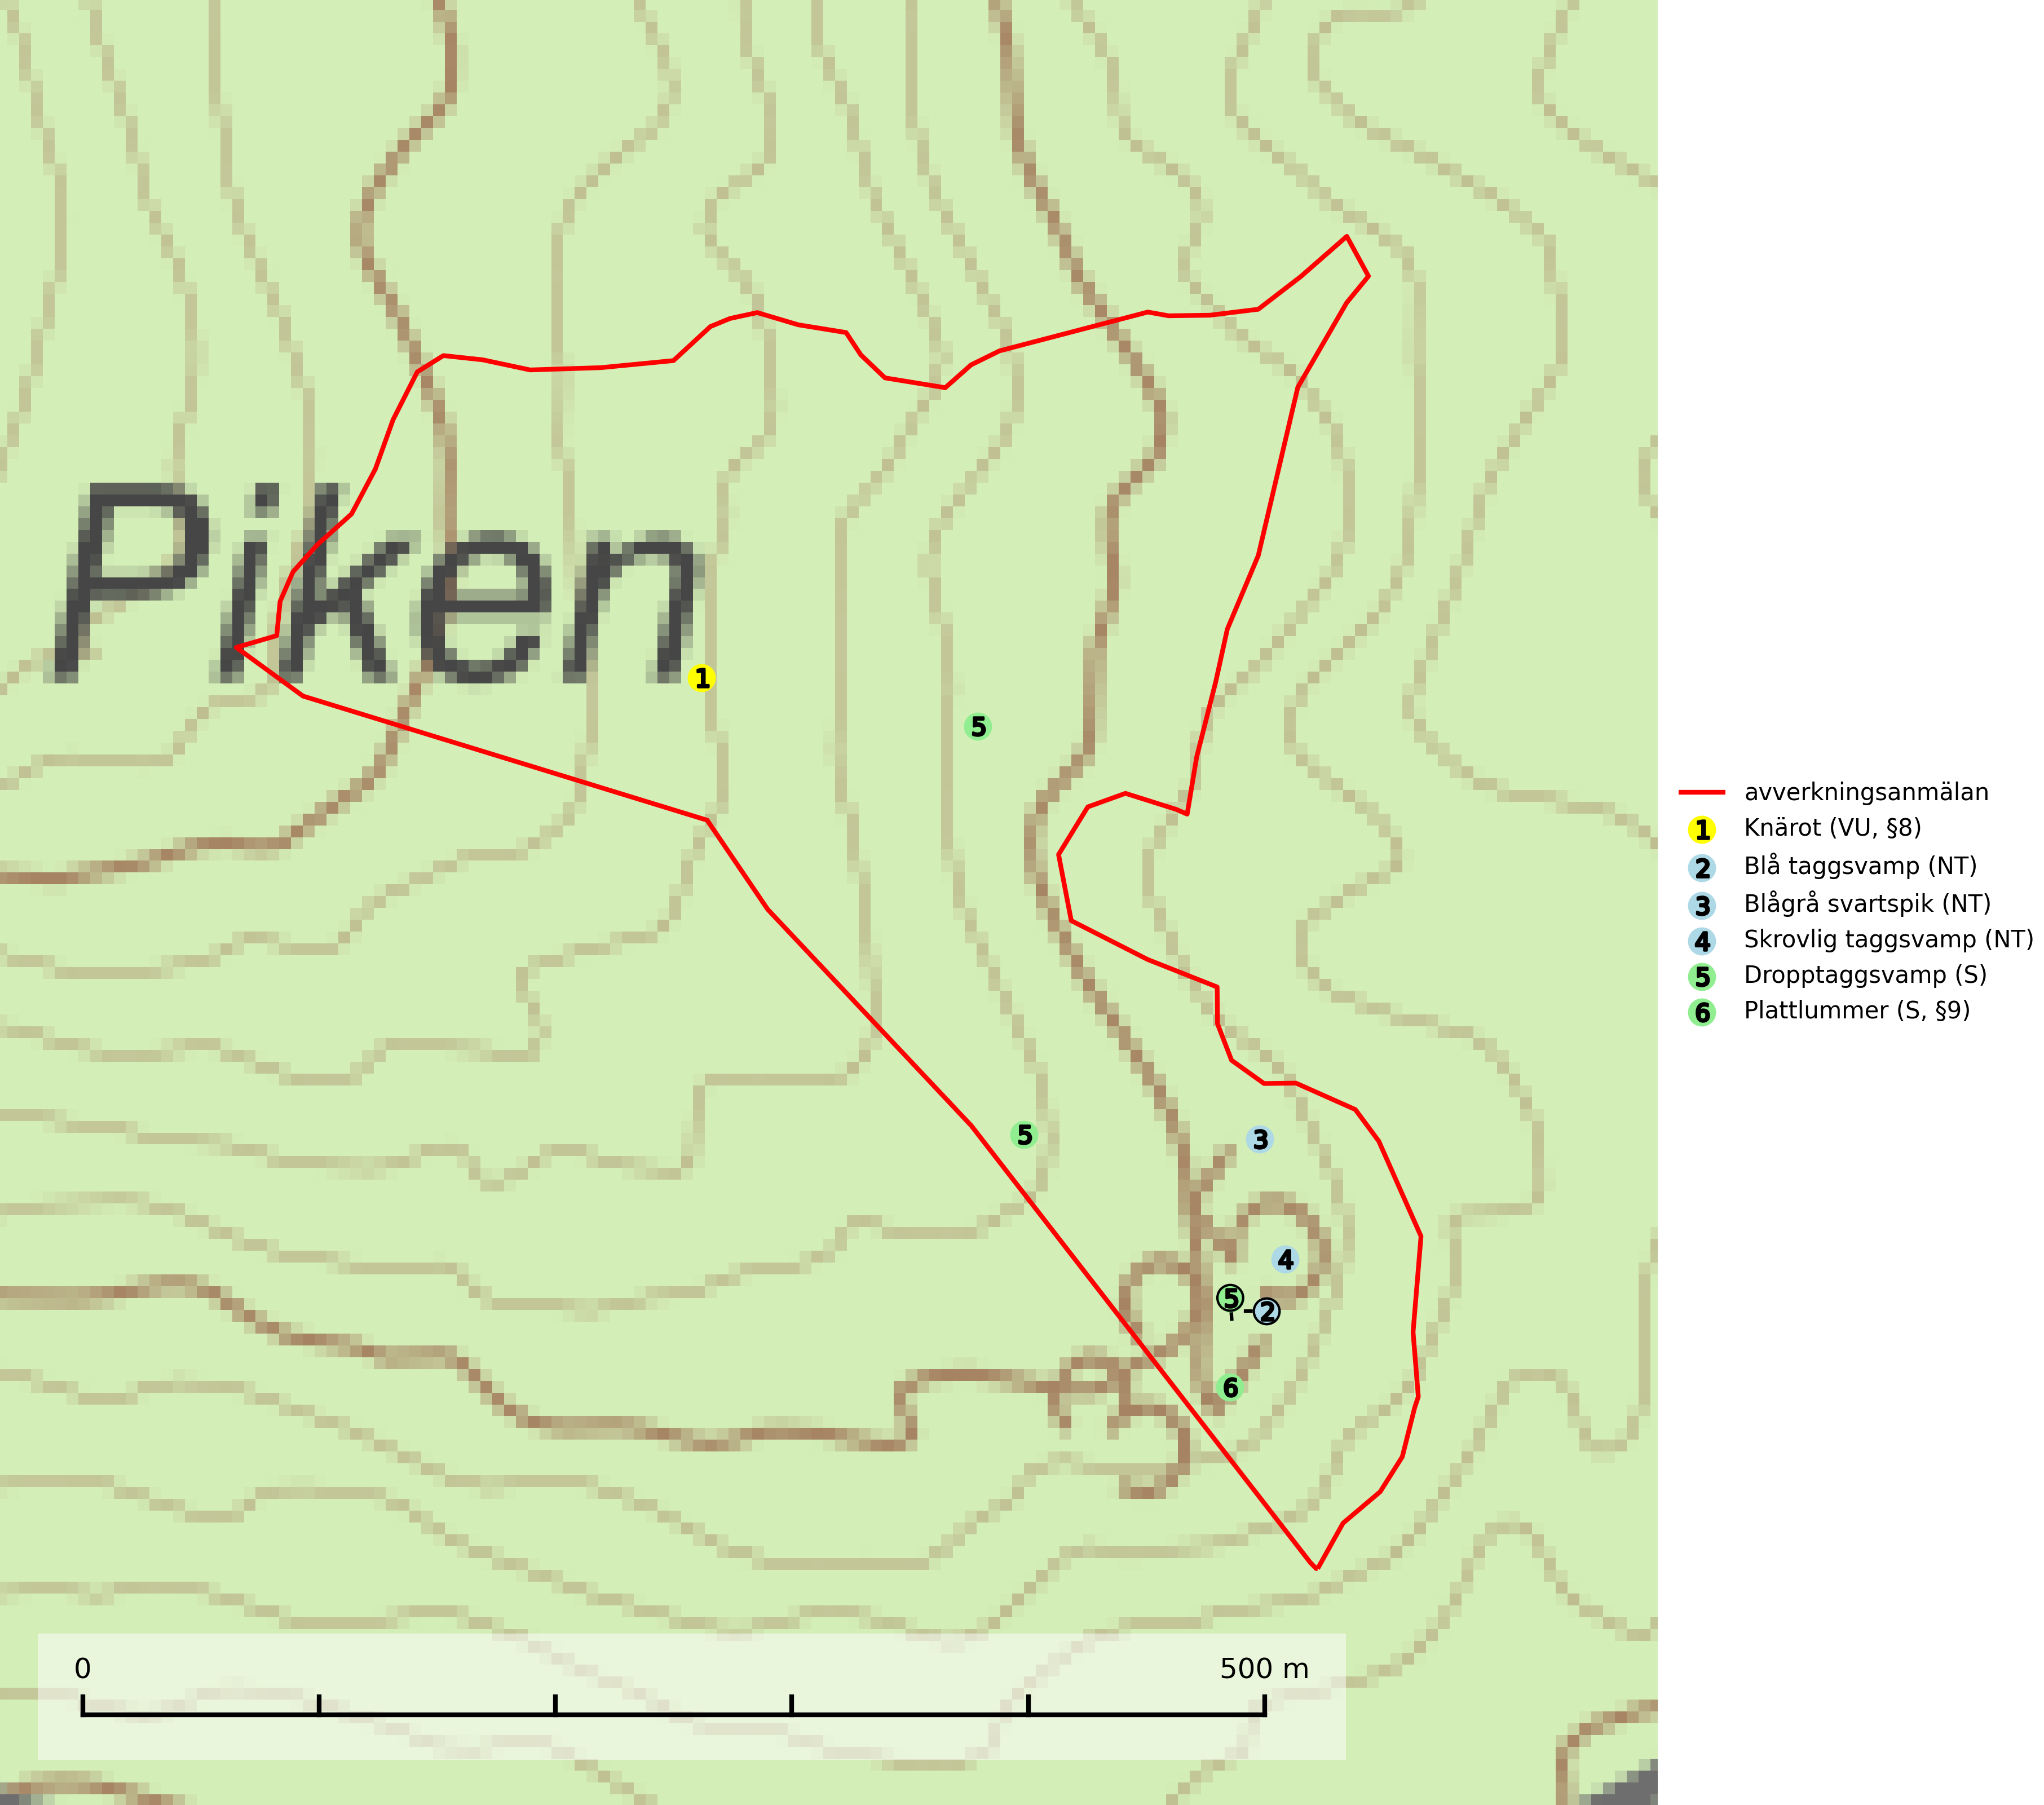 Piken
1
5
5
3
4
5
2
6
0 500 m
avverkningsanmälan
1 Knärot (VU, §8)
2 Blå taggsvamp (NT)
3 Blågrå svartspik (NT)
4 Skrovlig taggsvamp (NT)
5 Dropptaggsvamp (S)
6 Plattlummer (S, §9)